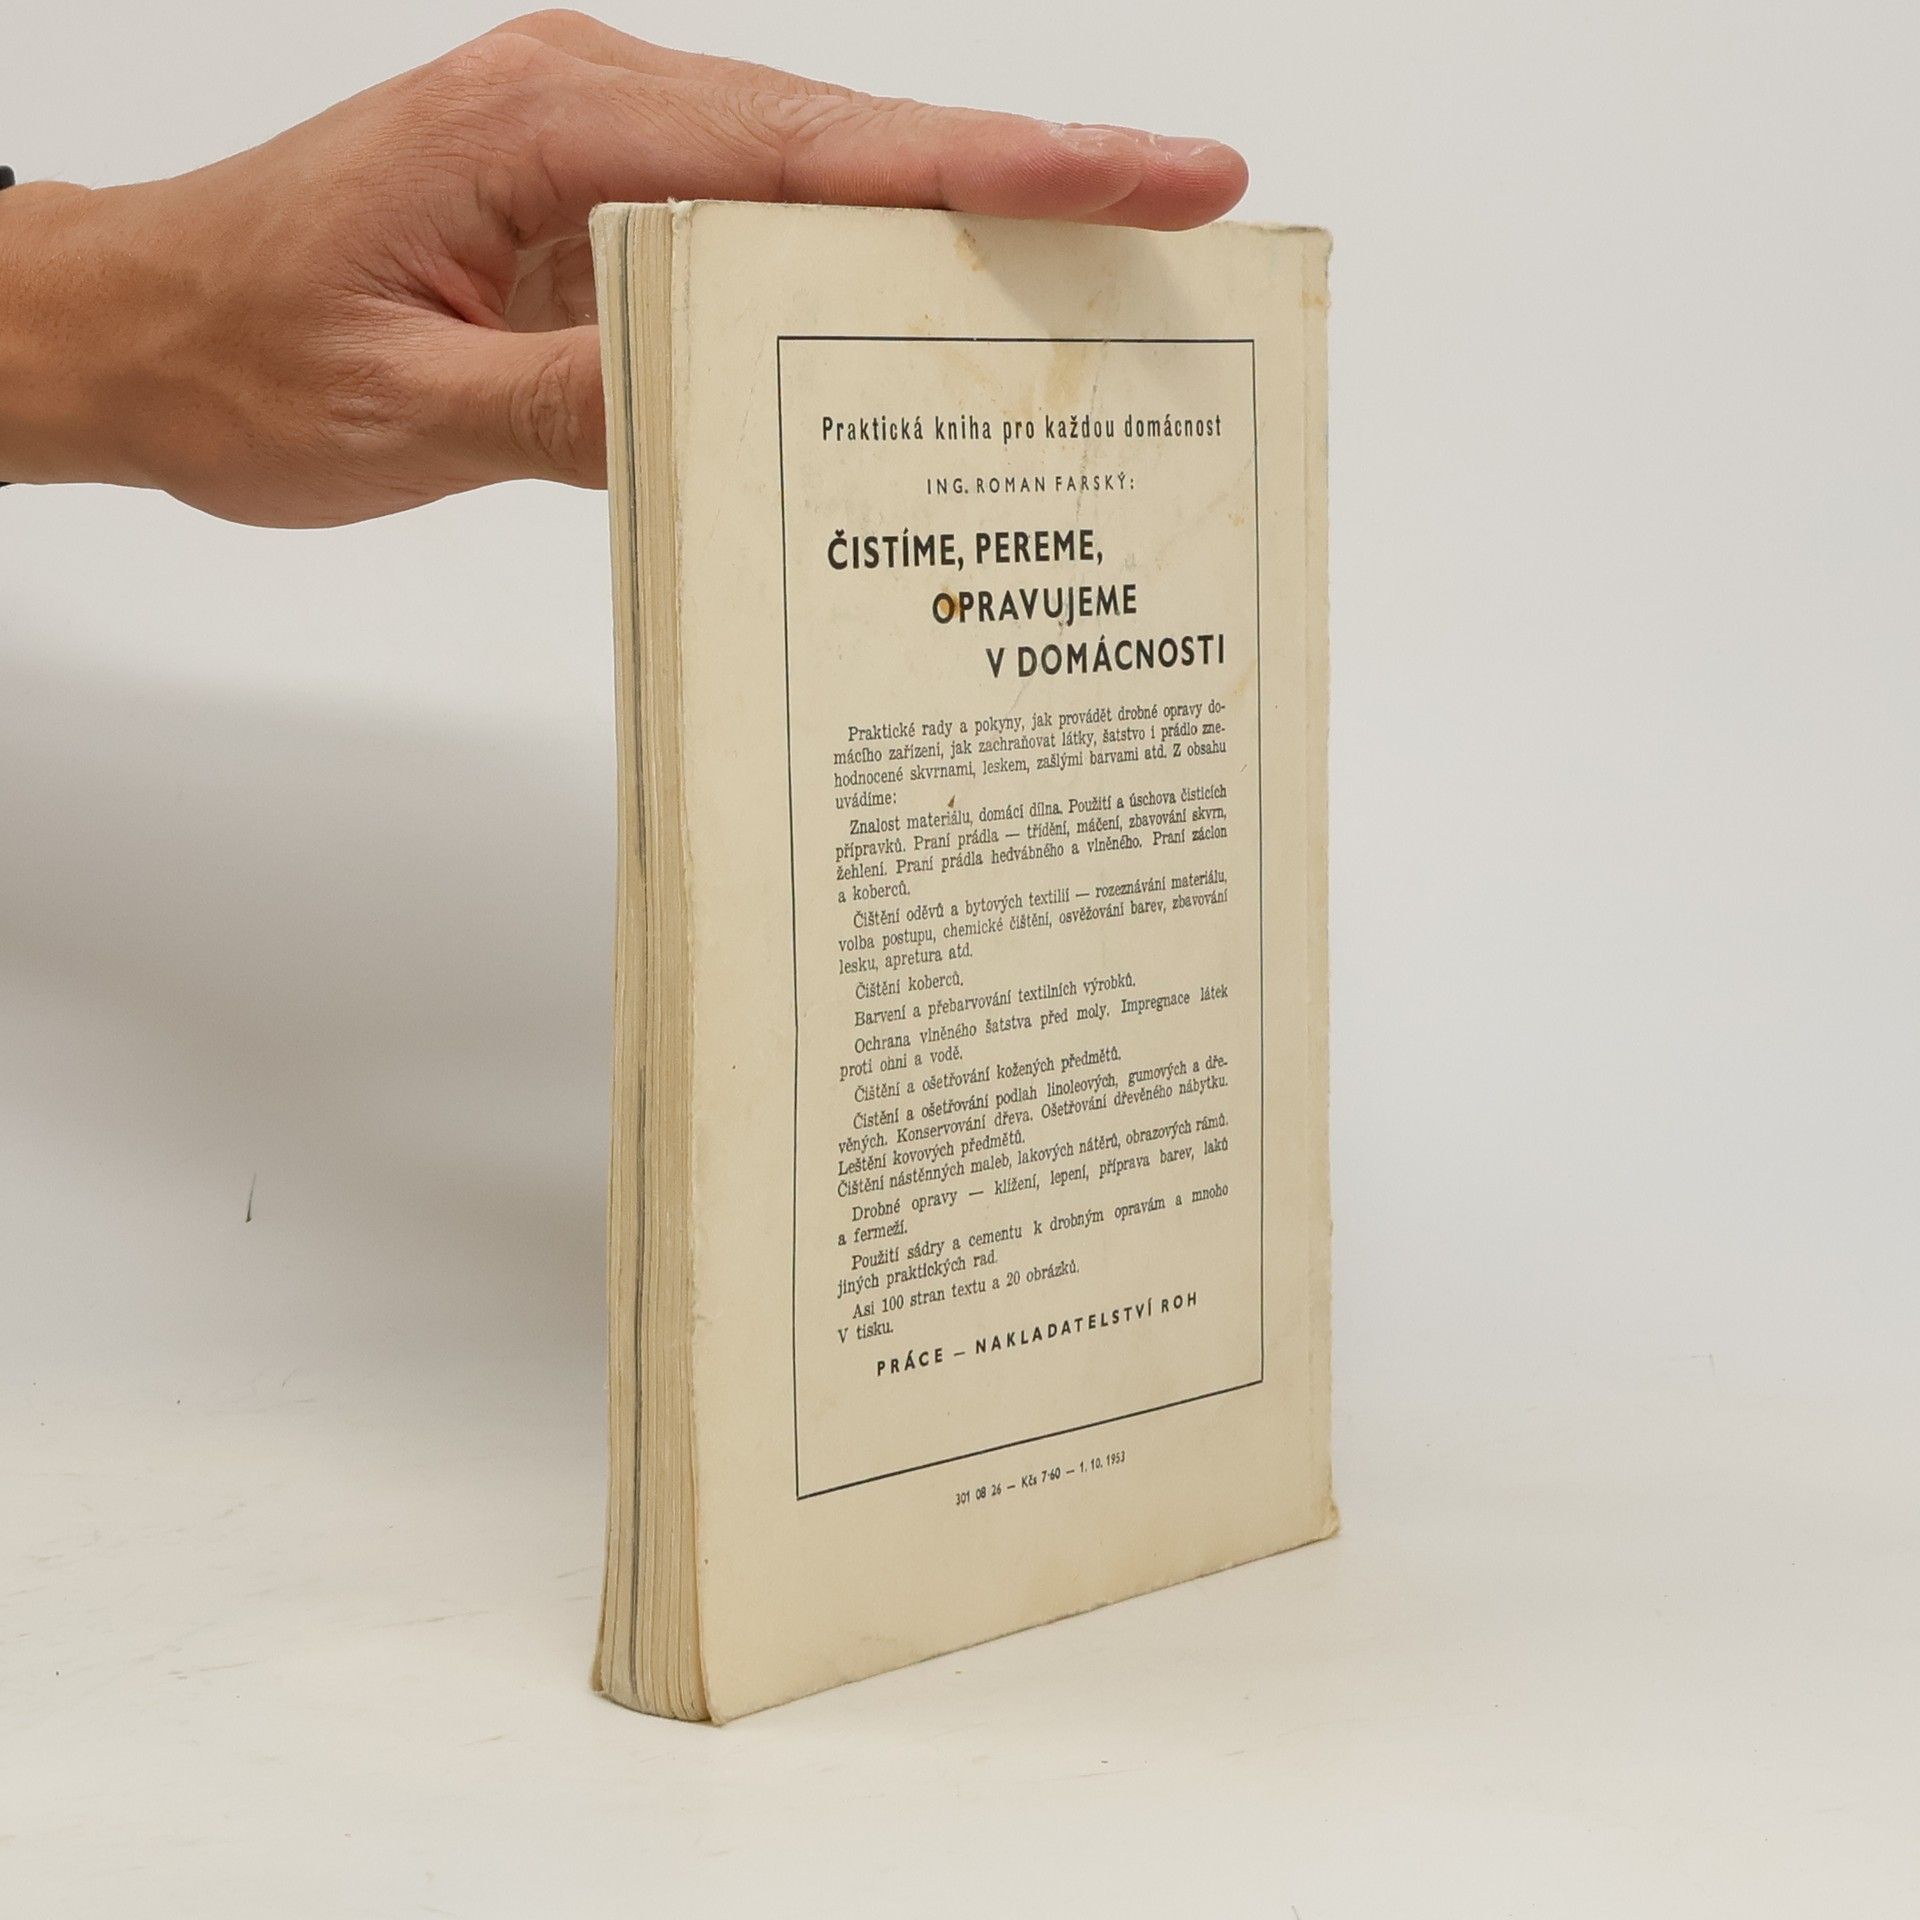 Praktická kniha pro každou domácnost
ING. ROMAN FARSKÝ:
ČISTÍME, PEREME,
OPRAVUJEME
V DOMÁCNOSTI
Praktické rady a pokyny, jak provádět drobné opravy do-
mácího zařízení, jak zachraňovat látky, šatstvo i prádlo zne-
hodnocené skvrnami, leskem, zašlými barvami atd. Z obsahu
uvádíme:
Znalost materiálu, domácí dílna. Použití a úschova čisticích
přípravků. Praní prádla — třídění, máčení, zbavování skvrn,
žehlení. Praní prádla hedvábného a vlněného. Praní záclon
a koberců.
Čištění oděvů a bytových textilií — rozeznávání materiálu,
volba postupu, chemické čištění, osvěžování barev, zbavování
lesku, apretura atd.
Čištění koberců.
Barvení a přebarvování textilních výrobků.
Ochrana vlněného šatstva před moly. Impregnace látek
proti ohni a vodě.
Čištění a ošetřování kožených předmětů.
Čistění a ošetřování podlah linoleových, gumových a dře-
věných. Konservování dřeva. Ošetřování dřevěného nábytku.
Leštění kovových předmětů.
Čištění nástěnných maleb, lakových nátěrů, obrazových rámů.
Drobné opravy — klížení, lepení, příprava barev, laků
a fermeží.
Použití sádry a cementu k drobným opravám a mnoho
jiných praktických rad.
Asi 100 stran textu a 20 obrázků.
V tisku.
PRÁCE — NAKLADATELSTVÍ ROH
301 08 26 — Kčs 7·60 — 1. 10. 1953